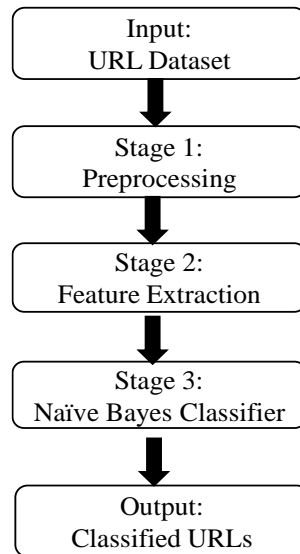 Input:
URL Dataset
Stage 1:
Preprocessing
Stage 2:
Feature Extraction
Stage 3:
Naïve Bayes Classifier
Output:
Classified URLs